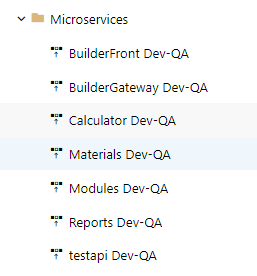 Microservices
BuilderFront Dev-QA
BuilderGateway Dev-QA
Calculator Dev-QA
Materials Dev-QA
Modules Dev-QA
Reports Dev-QA
testapi Dev-QA